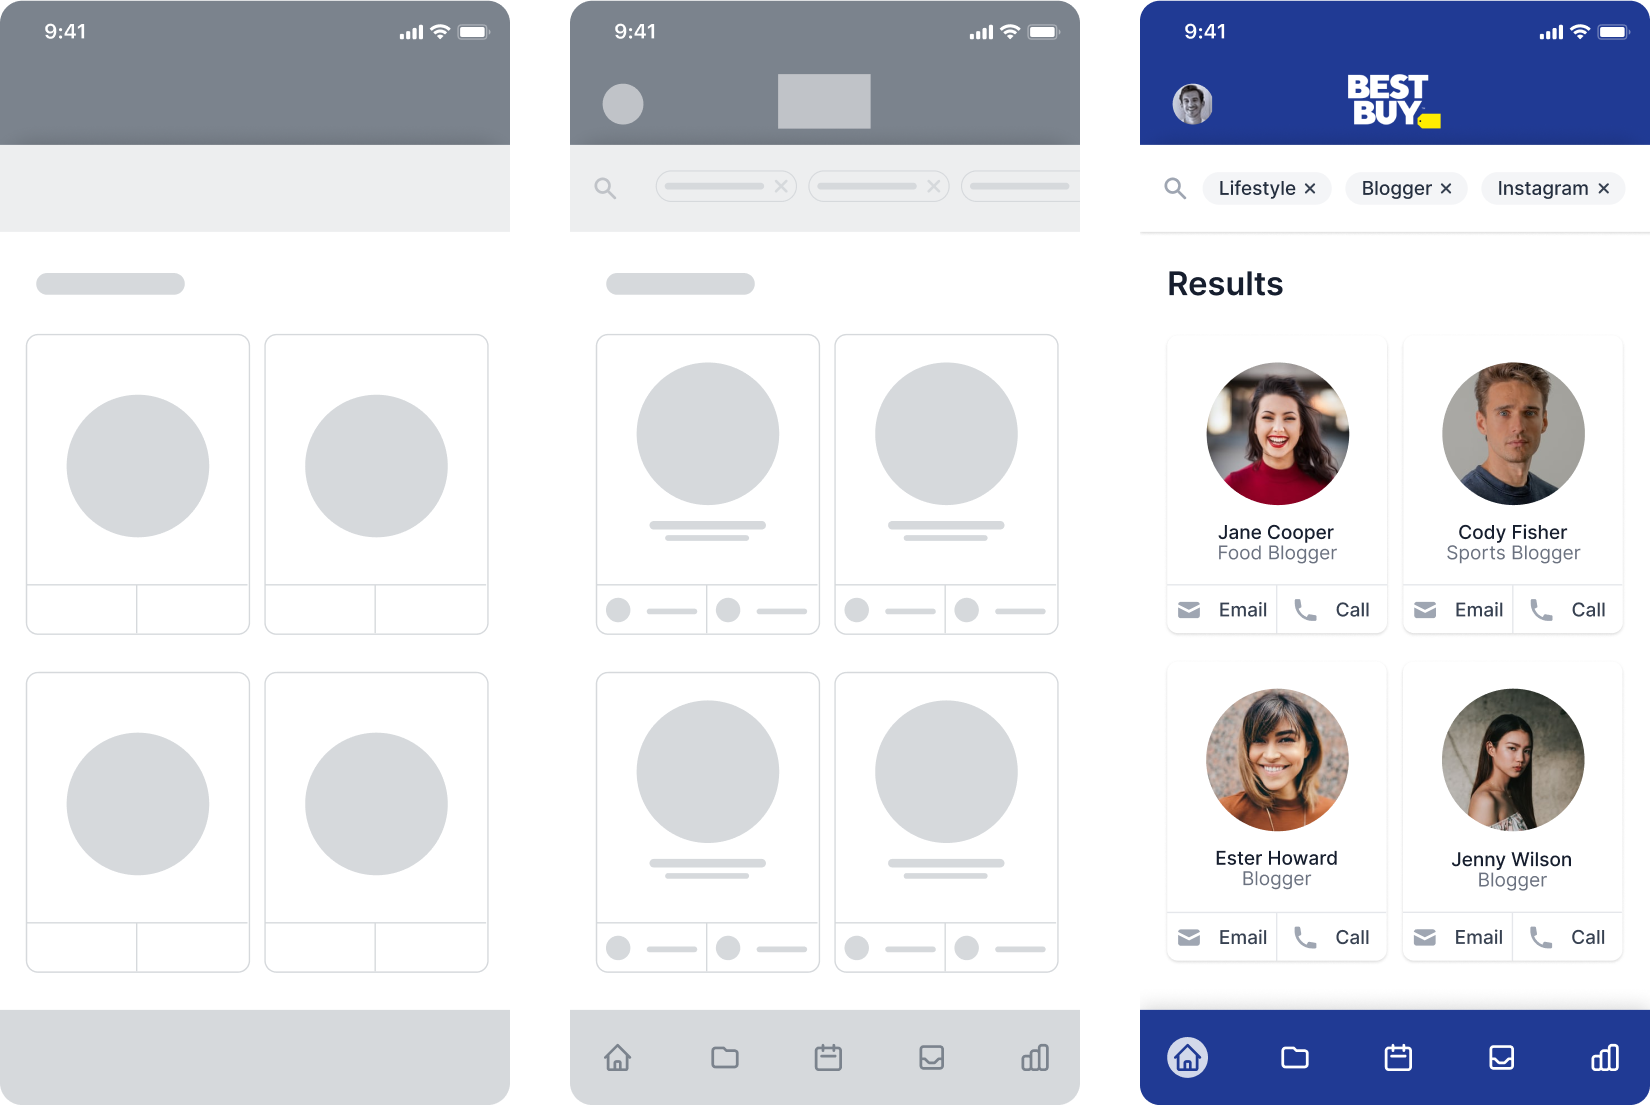 9:41
9:41
9:41
BEST
BUY
Lifestyle × Blogger × Instagram ×
Results
Jane Cooper
Food Blogger
Cody Fisher
Sports Blogger
Email Call
Email Call
Ester Howard
Blogger
Jenny Wilson
Blogger
Email Call
Email Call